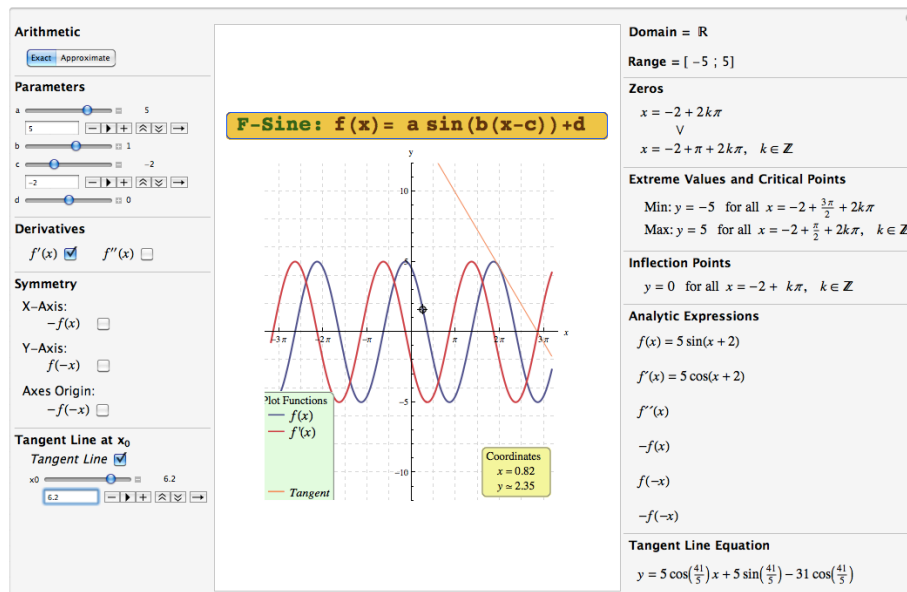 Arithmetic
Exact Approximate
Parameters
a 5
5
b 1
c −2
−2
d 0
Derivatives
f′(x) f′′(x)
Symmetry
X−Axis:
−f(x)
Y−Axis:
f(−x)
Axes Origin:
−f(−x)
Tangent Line at x₀
Tangent Line
x0 6.2
6.2
F-Sine: f(x)= a sin(b(x-c))+d
y
10
5
−3π −2π −π π 2π 3π x
−5
−10
Plot Functions
f(x)
f'(x)
Tangent
Coordinates
x = 0.82
y ≃ 2.35
Domain = ℝ
Range = [ −5 ; 5]
Zeros
x = −2 + 2kπ
∨
x = −2 + π + 2kπ, k ∈ ℤ
Extreme Values and Critical Points
Min: y = −5 for all x = −2 + 3π/2 + 2kπ
Max: y = 5 for all x = −2 + π/2 + 2kπ, k ∈ ℤ
Inflection Points
y = 0 for all x = −2 + kπ, k ∈ ℤ
Analytic Expressions
f(x) = 5 sin(x + 2)
f′(x) = 5 cos(x + 2)
f′′(x)
−f(x)
f(−x)
−f(−x)
Tangent Line Equation
y = 5 cos(41/5) x + 5 sin(41/5) − 31 cos(41/5)